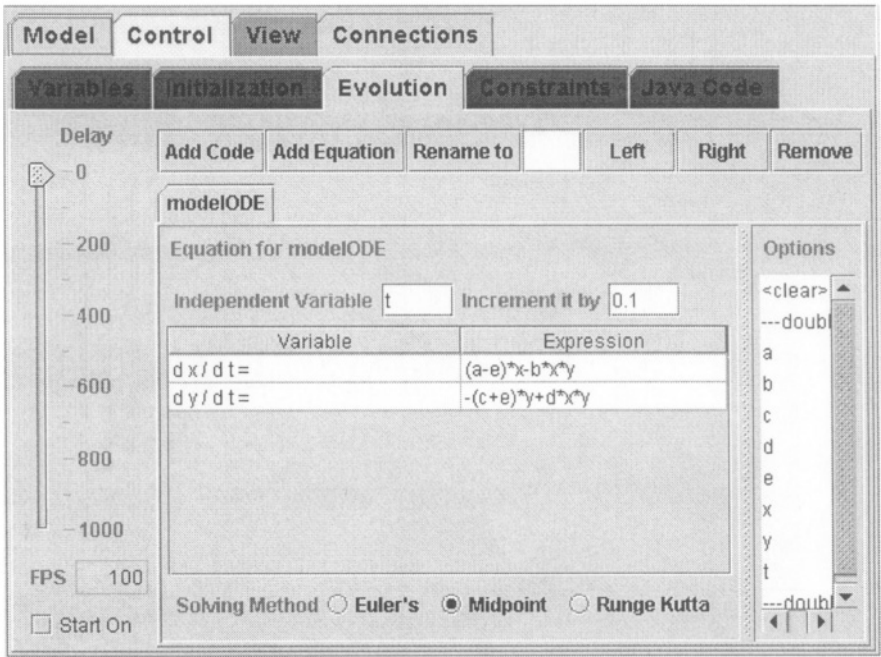 Model Control View Connections
Variables Initialization Evolution Constraints Java Code
Delay
0
200
400
600
800
1000
FPS 100
Start On
Add Code Add Equation Rename to Left Right Remove
modelODE
Equation for modelODE
Independent Variable t Increment it by 0.1
Variable Expression
d x / d t = (a-e)*x-b*x*y
d y / d t = -(c+e)*y+d*x*y
Solving Method Euler's Midpoint Runge Kutta
Options
<clear>
---doubl
a
b
c
d
e
x
y
t
---doubl